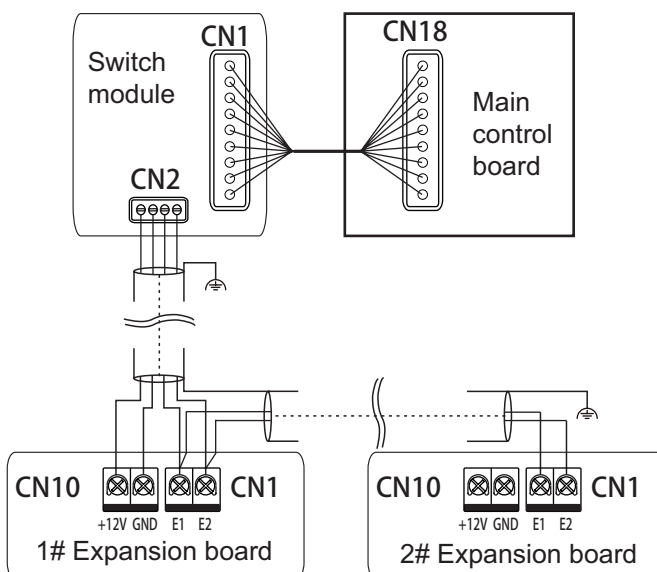 CN1
CN18
Switch
module
Main
control
board
CN2
CN10
CN1
+12V GND E1 E2
1# Expansion board
CN10
CN1
+12V GND E1 E2
2# Expansion board